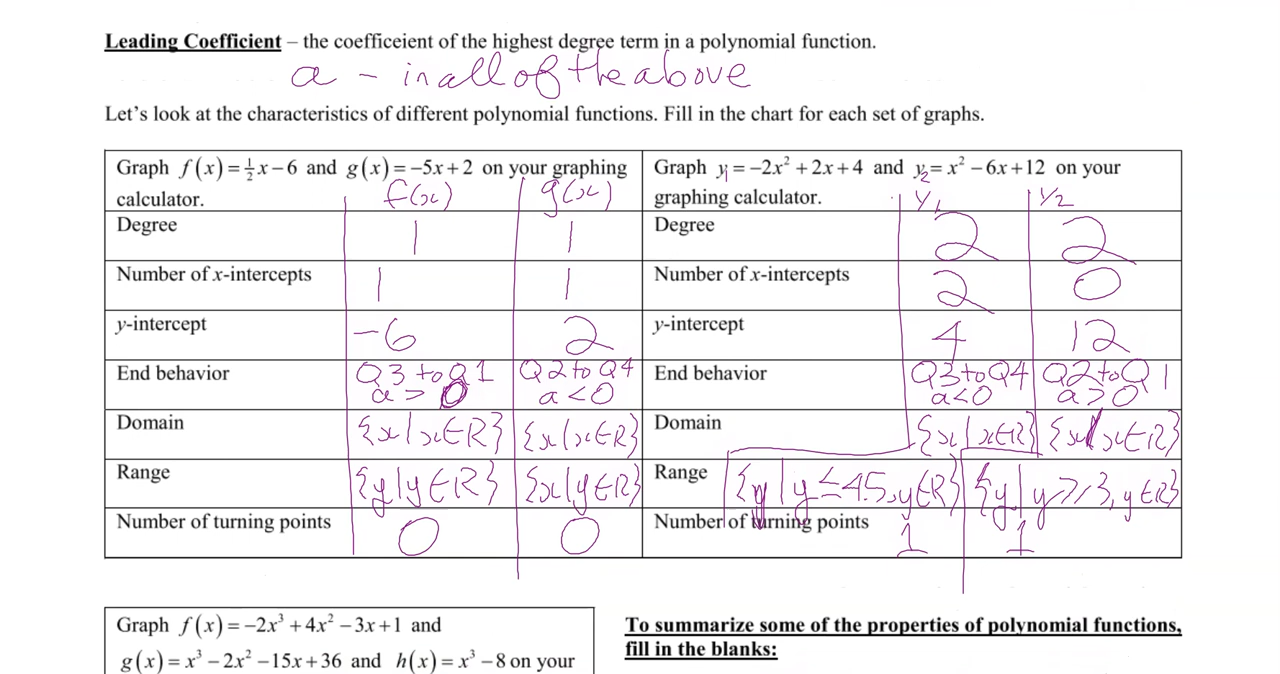 Leading Coefficient – the coefficeient of the highest degree term in a polynomial function.
a – in all of the above
Let's look at the characteristics of different polynomial functions. Fill in the chart for each set of graphs.
Graph f(x) = ½x − 6 and g(x) = −5x + 2 on your graphing
calculator. f(x) g(x)
Degree 1 1
Number of x-intercepts 1 1
y-intercept −6 2
End behavior Q3 to Q1 Q2 to Q4
a > 0 a < 0
Domain {x | x ∈ R} {x | x ∈ R}
Range {y | y ∈ R} {x | y ∈ R}
Number of turning points 0 0
Graph y₁ = −2x² + 2x + 4 and y₂ = x² − 6x + 12 on your
graphing calculator. y₁ y₂
Degree 2 2
Number of x-intercepts 2 0
y-intercept 4 12
End behavior Q3 to Q4 Q2 to Q1
a < 0 a > 0
Domain {x | x ∈ R} {x | x ∈ R}
Range {y | y ≤ 4.5, y ∈ R} {y | y ≥ 3, y ∈ R}
Number of turning points 1 1
Graph f(x) = −2x³ + 4x² − 3x + 1 and
g(x) = x³ − 2x² − 15x + 36 and h(x) = x³ − 8 on your
To summarize some of the properties of polynomial functions,
fill in the blanks: